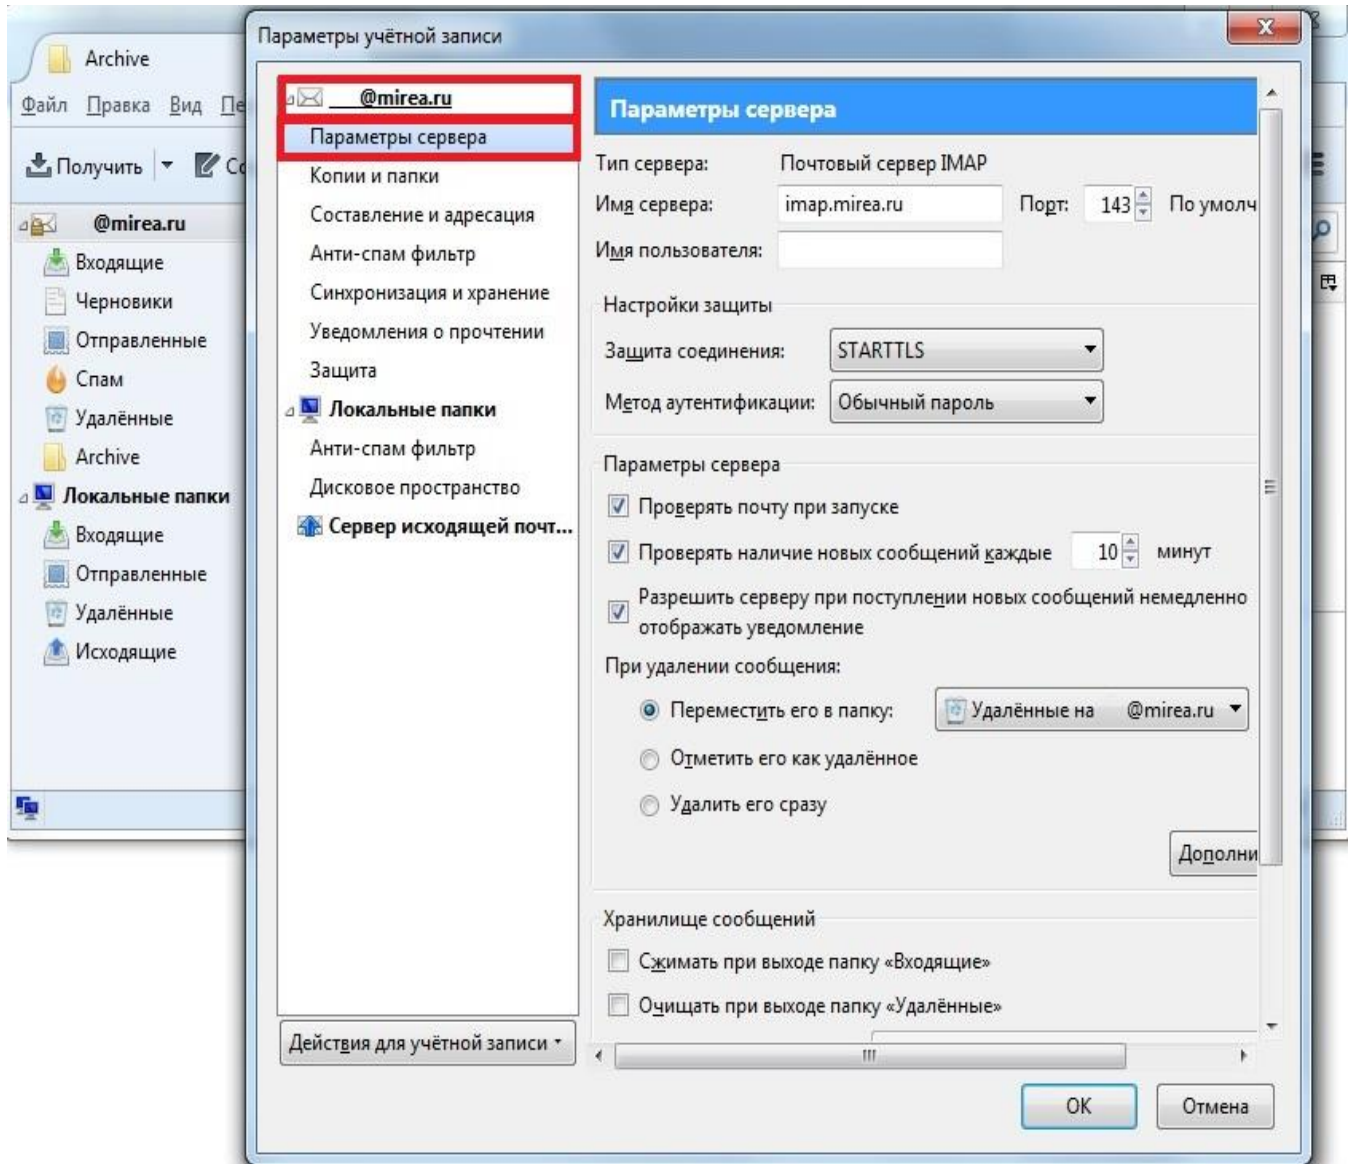 Параметры учётной записи
Archive
Файл Правка Вид Пе
Получить
@mirea.ru
Входящие
Черновики
Отправленные
Спам
Удалённые
Archive
Локальные папки
Входящие
Отправленные
Удалённые
Исходящие
@mirea.ru
Параметры сервера
Копии и папки
Составление и адресация
Анти-спам фильтр
Синхронизация и хранение
Уведомления о прочтении
Защита
Локальные папки
Анти-спам фильтр
Дисковое пространство
Сервер исходящей почт...
Действия для учётной записи
Параметры сервера
Тип сервера: Почтовый сервер IMAP
Имя сервера: imap.mirea.ru Порт: 143 По умолч
Имя пользователя:
Настройки защиты
Защита соединения: STARTTLS
Метод аутентификации: Обычный пароль
Параметры сервера
Проверять почту при запуске
Проверять наличие новых сообщений каждые 10 минут
Разрешить серверу при поступлении новых сообщений немедленно
отображать уведомление
При удалении сообщения:
Переместить его в папку: Удалённые на @mirea.ru
Отметить его как удалённое
Удалить его сразу
Дополни
Хранилище сообщений
Сжимать при выходе папку «Входящие»
Очищать при выходе папку «Удалённые»
OK Отмена